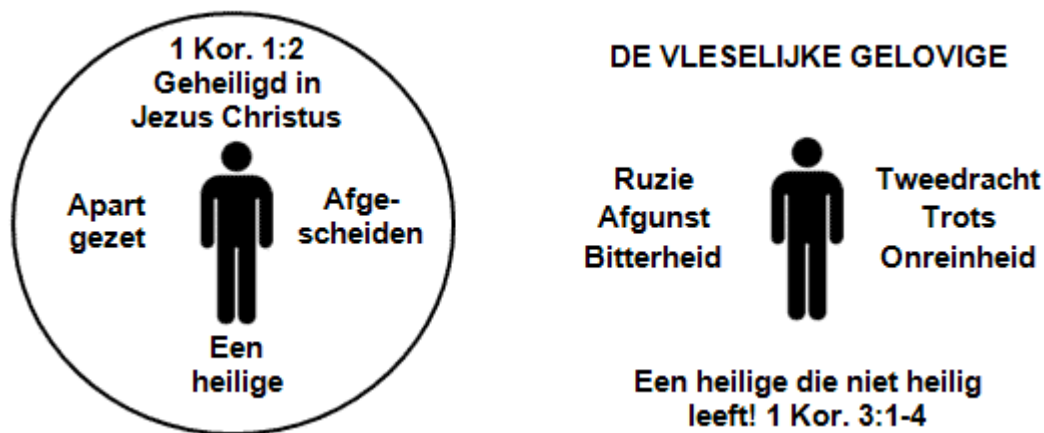 1 Kor. 1:2
Geheiligd in
Jezus Christus
Apart
gezet
Afge-
scheiden
Een
heilige
DE VLESELIJKE GELOVIGE
Ruzie
Afgunst
Bitterheid
Tweedracht
Trots
Onreinheid
Een heilige die niet heilig
leeft! 1 Kor. 3:1-4